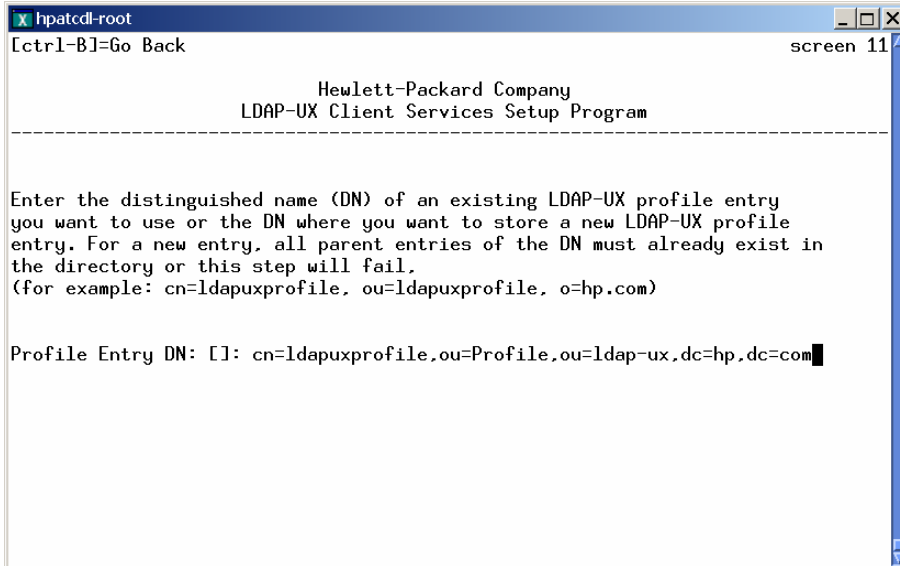 hpatcdl-root
[ctrl-B]=Go Back screen 11
Hewlett-Packard Company
LDAP-UX Client Services Setup Program
--------------------------------------------------------------------------------
Enter the distinguished name (DN) of an existing LDAP-UX profile entry
you want to use or the DN where you want to store a new LDAP-UX profile
entry. For a new entry, all parent entries of the DN must already exist in
the directory or this step will fail,
(for example: cn=ldapuxprofile, ou=ldapuxprofile, o=hp.com)
Profile Entry DN: []: cn=ldapuxprofile,ou=Profile,ou=ldap-ux,dc=hp,dc=com